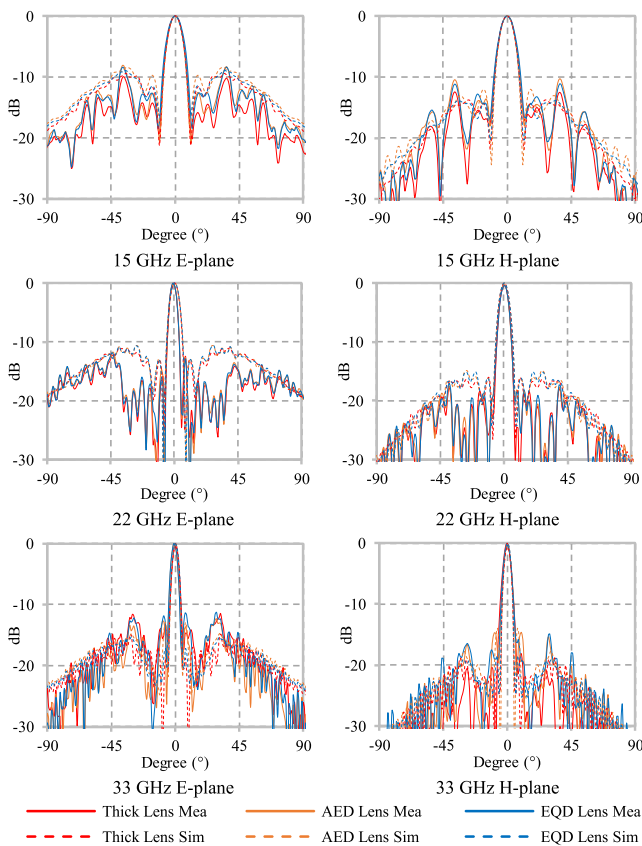 0
-10
-20
-30
dB
-90
-45
0
45
90
Degree (°)
15 GHz E-plane
0
-10
-20
-30
dB
-90
-45
0
45
90
Degree (°)
15 GHz H-plane
0
-10
-20
-30
dB
-90
-45
0
45
90
Degree (°)
22 GHz E-plane
0
-10
-20
-30
dB
-90
-45
0
45
90
Degree (°)
22 GHz H-plane
0
-10
-20
-30
dB
-90
-45
0
45
90
Degree (°)
33 GHz E-plane
0
-10
-20
-30
dB
-90
-45
0
45
90
Degree (°)
33 GHz H-plane
Thick Lens Mea
AED Lens Mea
EQD Lens Mea
Thick Lens Sim
AED Lens Sim
EQD Lens Sim